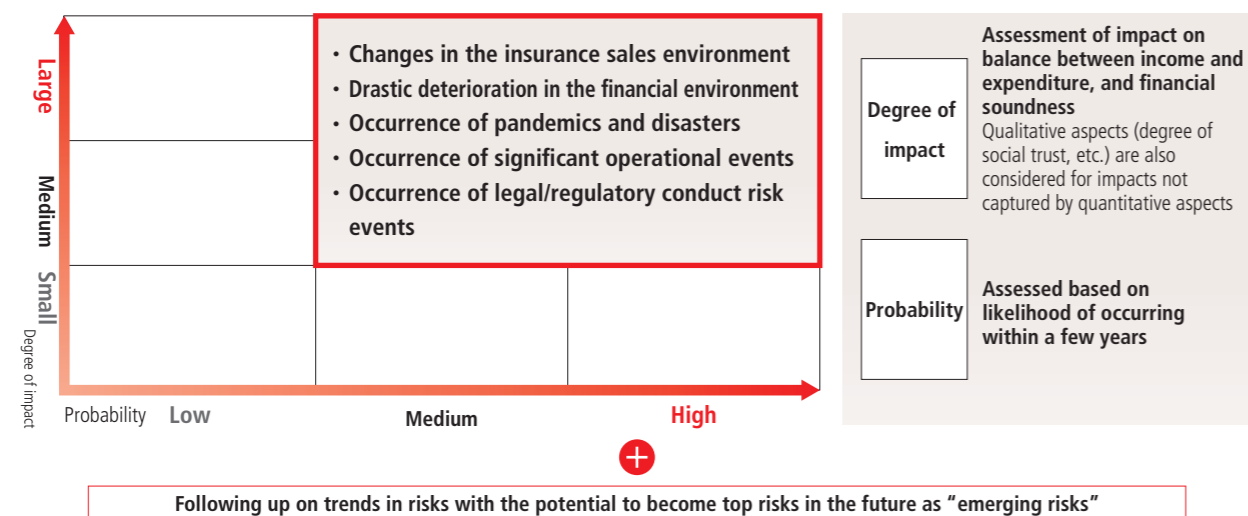 Large
Medium
Small
Degree of impact
・Changes in the insurance sales environment
・Drastic deterioration in the financial environment
・Occurrence of pandemics and disasters
・Occurrence of significant operational events
・Occurrence of legal/regulatory conduct risk
events
Probability
Low
Medium
High
Degree of
impact
Assessment of impact on
balance between income and
expenditure, and financial
soundness
Qualitative aspects (degree of
social trust, etc.) are also
considered for impacts not
captured by quantitative aspects
Probability
Assessed based on
likelihood of occurring
within a few years
+
Following up on trends in risks with the potential to become top risks in the future as “emerging risks”